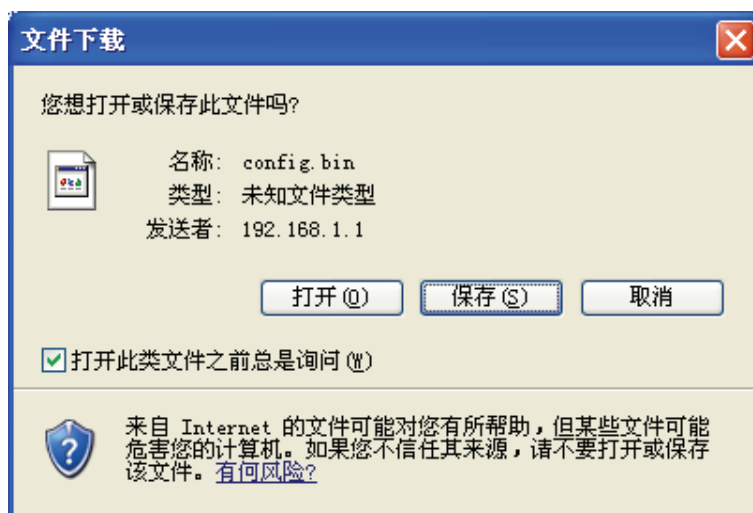 文件下载
您想打开或保存此文件吗?
名称: config.bin
类型: 未知文件类型
发送者: 192.168.1.1
打开(O) 保存(S) 取消
打开此类文件之前总是询问(W)
来自 Internet 的文件可能对您有所帮助，但某些文件可能
危害您的计算机。如果您不信任其来源，请不要打开或保存
该文件。有何风险?